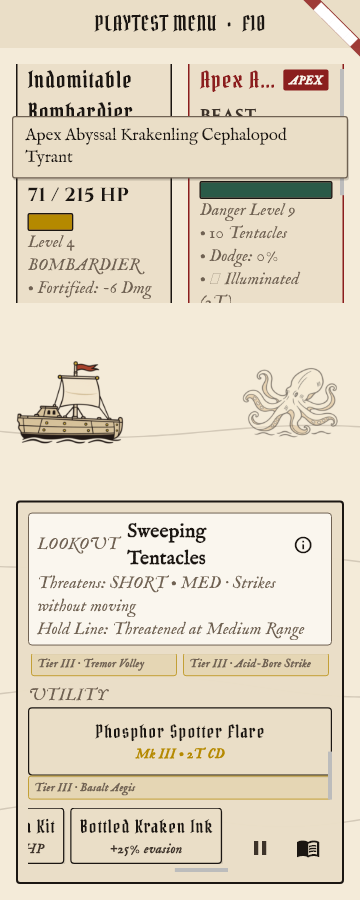 PLAYTEST MENU · F10
Indomitable
Bombardier
Apex A... APEX
BEAST
Apex Abyssal Krakenling Cephalopod
Tyrant
71 / 215 HP
Level 4
BOMBARDIER
• Fortified: -6 Dmg
Danger Level 9
• 10 Tentacles
• Dodge: 0%
• Illuminated
(2T)
LOOKOUT Sweeping
Tentacles
Threatens: SHORT • MED · Strikes
without moving
Hold Line: Threatened at Medium Range
Tier III · Tremor Volley
Tier III · Acid-Bore Strike
UTILITY
Phosphor Spotter Flare
Mk III • 2T CD
Tier III · Basalt Aegis
Kit
HP
Bottled Kraken Ink
+25% evasion